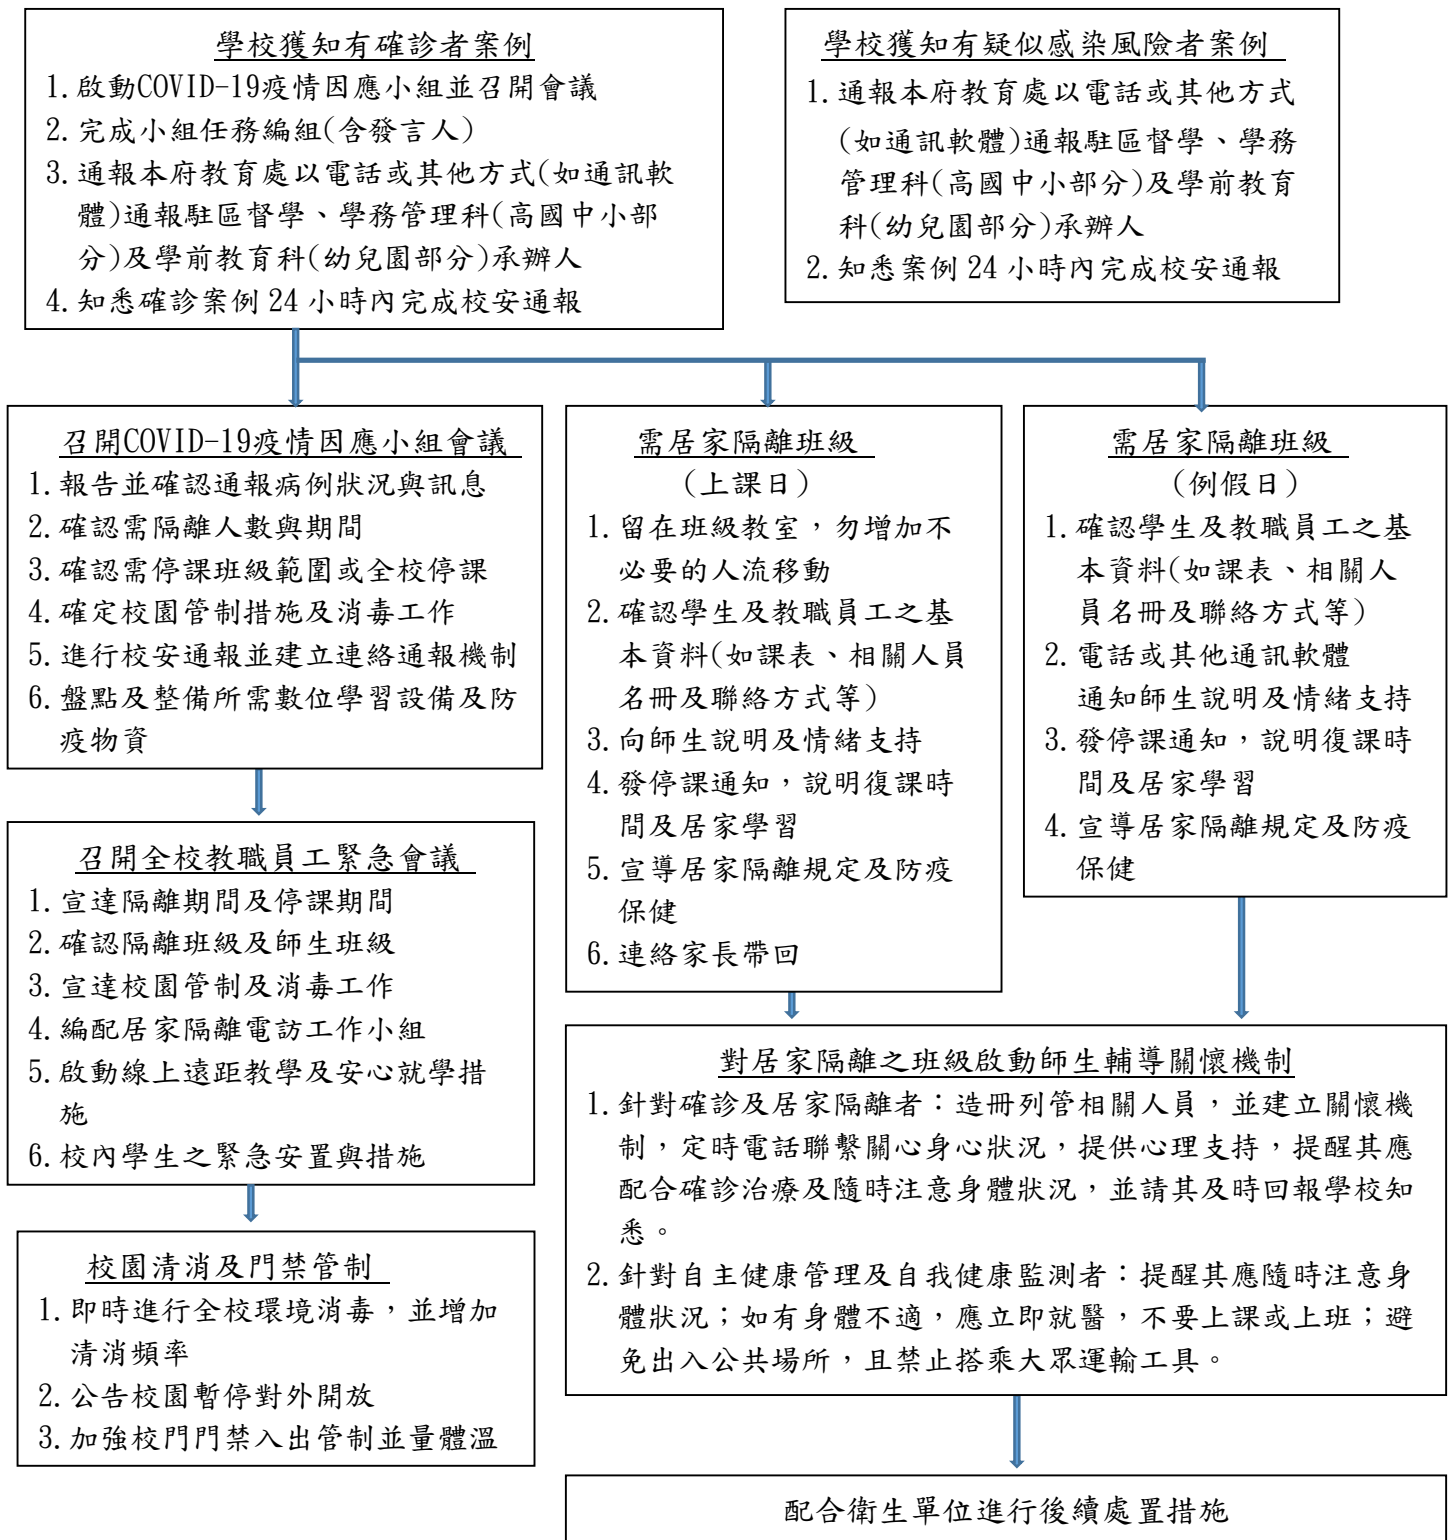 學校獲知有確診者案例
1.啟動COVID-19疫情因應小組並召開會議
2.完成小組任務編組(含發言人)
3.通報本府教育處以電話或其他方式(如通訊軟
體)通報駐區督學、學務管理科(高國中小部
分)及學前教育科(幼兒園部分)承辦人
4.知悉確診案例24小時內完成校安通報
學校獲知有疑似感染風險者案例
1.通報本府教育處以電話或其他方式
(如通訊軟體)通報駐區督學、學務
管理科(高國中小部分)及學前教育
科(幼兒園部分)承辦人
2.知悉案例24小時內完成校安通報
召開COVID-19疫情因應小組會議
1.報告並確認通報病例狀況與訊息
2.確認需隔離人數與期間
3.確認需停課班級範圍或全校停課
4.確定校園管制措施及消毒工作
5.進行校安通報並建立連絡通報機制
6.盤點及整備所需數位學習設備及防
疫物資
需居家隔離班級
(上課日)
1.留在班級教室,勿增加不
必要的人流移動
2.確認學生及教職員工之基
本資料(如課表、相關人員
名冊及聯絡方式等)
3.向師生說明及情緒支持
4.發停課通知,說明復課時
間及居家學習
5.宣導居家隔離規定及防疫
保健
6.連絡家長帶回
需居家隔離班級
(例假日)
1.確認學生及教職員工之基
本資料(如課表、相關人
員名冊及聯絡方式等)
2.電話或其他通訊軟體
通知師生說明及情緒支持
3.發停課通知,說明復課時
間及居家學習
4.宣導居家隔離規定及防疫
保健
召開全校教職員工緊急會議
1.宣達隔離期間及停課期間
2.確認隔離班級及師生班級
3.宣達校園管制及消毒工作
4.編配居家隔離電訪工作小組
5.啟動線上遠距教學及安心就學措
施
6.校內學生之緊急安置與措施
對居家隔離之班級啟動師生輔導關懷機制
1.針對確診及居家隔離者:造冊列管相關人員,並建立關懷機
制,定時電話聯繫關心身心狀況,提供心理支持,提醒其應
配合確診治療及隨時注意身體狀況,並請其及時回報學校知
悉。
2.針對自主健康管理及自我健康監測者:提醒其應隨時注意身
體狀況;如有身體不適,應立即就醫,不要上課或上班;避
免出入公共場所,且禁止搭乘大眾運輸工具。
校園清消及門禁管制
1.即時進行全校環境消毒,並增加
清消頻率
2.公告校園暫停對外開放
3.加強校門門禁入出管制並量體溫
配合衛生單位進行後續處置措施